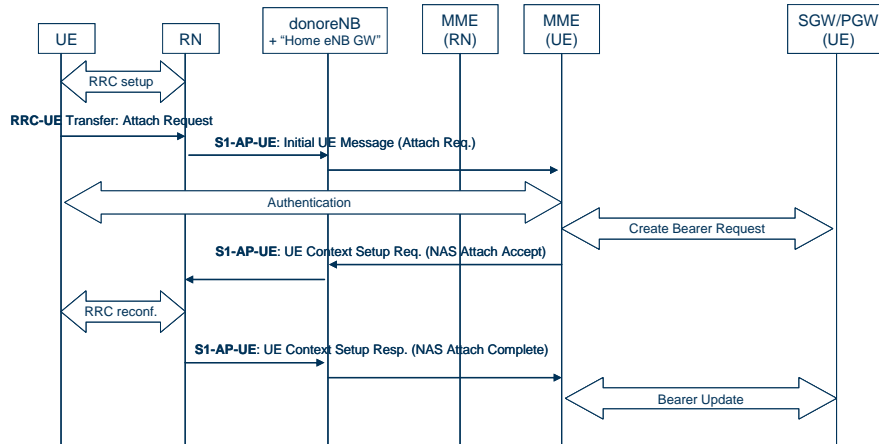 UE
RN
donoreNB
+ “Home eNB GW”
MME
(RN)
MME
(UE)
SGW/PGW
(UE)
RRC setup
RRC-UE Transfer: Attach Request
S1-AP-UE: Initial UE Message (Attach Req.)
Authentication
Create Bearer Request
S1-AP-UE: UE Context Setup Req. (NAS Attach Accept)
RRC reconf.
S1-AP-UE: UE Context Setup Resp. (NAS Attach Complete)
Bearer Update